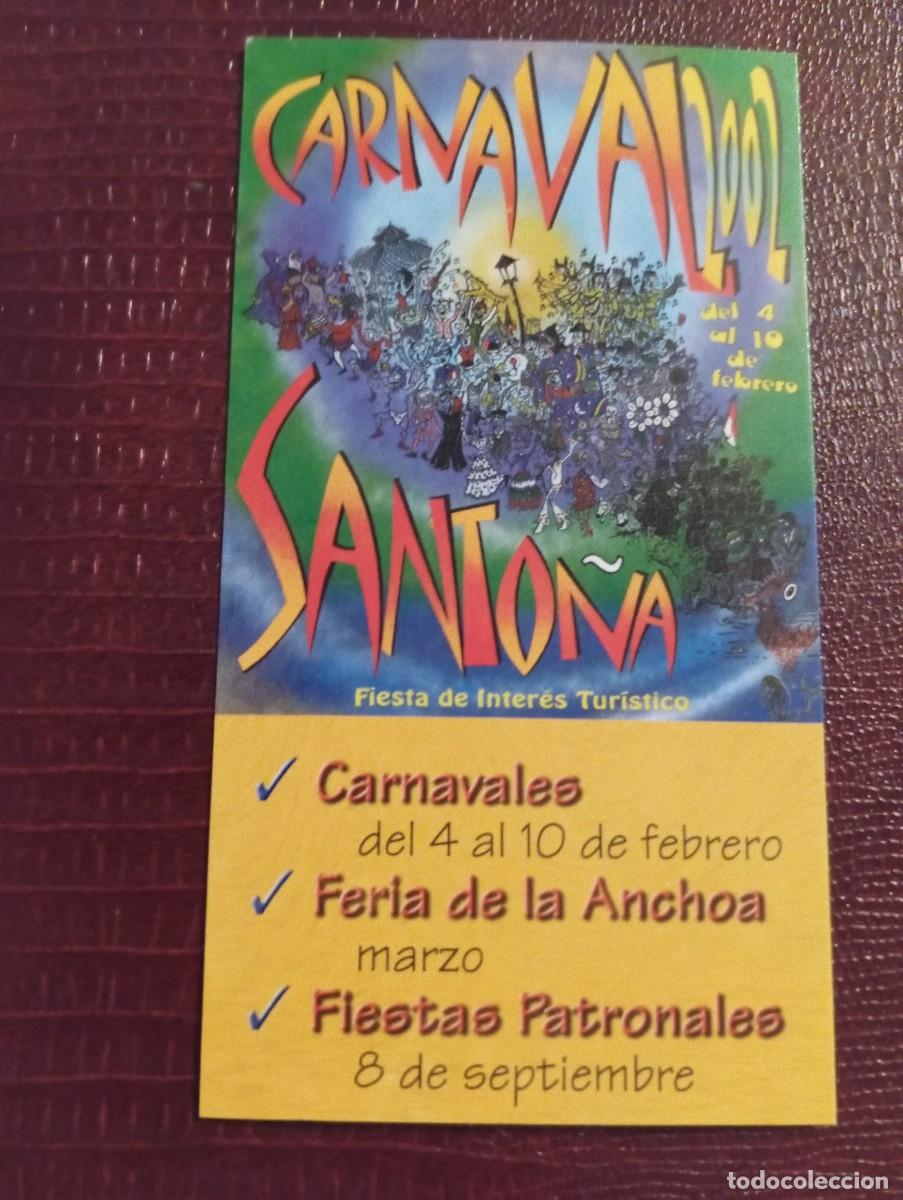 CARNAVAL 2002
del 4
al 10
de
febrero
SANTOÑA
Fiesta de Interés Turístico
✓ Carnavales
del 4 al 10 de febrero
✓ Feria de la Anchoa
marzo
✓ Fiestas Patronales
8 de septiembre
todocoleccion